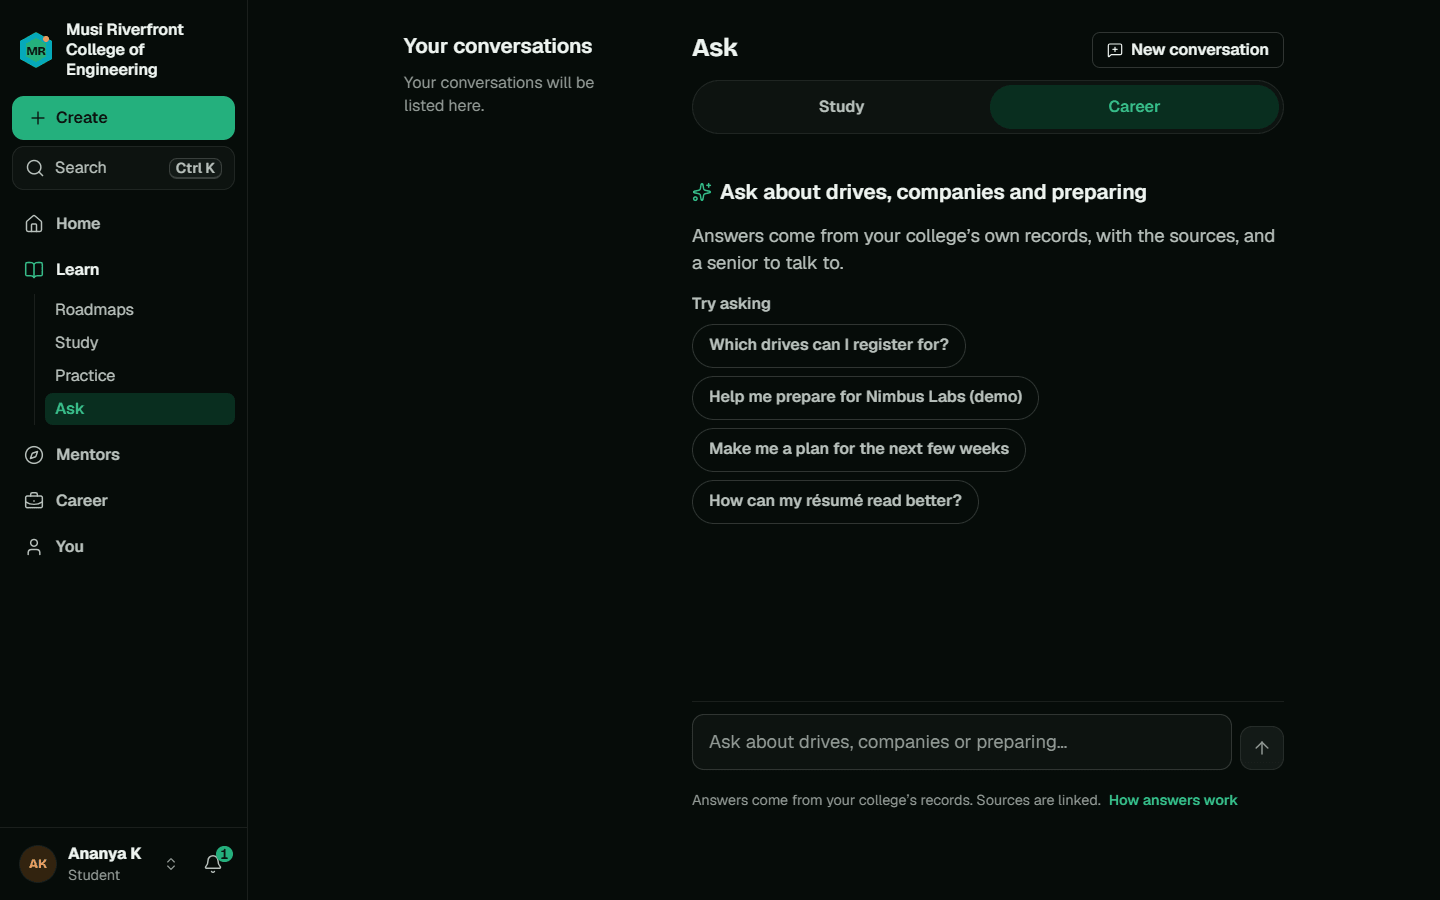 MR
Musi Riverfront
College of
Engineering
Create
Search
Ctrl K
Home
Learn
Roadmaps
Study
Practice
Ask
Mentors
Career
You
AK
Ananya K
Student
1
Your conversations
Your conversations will be
listed here.
Ask
New conversation
Study
Career
Ask about drives, companies and preparing
Answers come from your college’s own records, with the sources, and
a senior to talk to.
Try asking
Which drives can I register for?
Help me prepare for Nimbus Labs (demo)
Make me a plan for the next few weeks
How can my résumé read better?
Ask about drives, companies or preparing…
Answers come from your college’s records. Sources are linked. How answers work